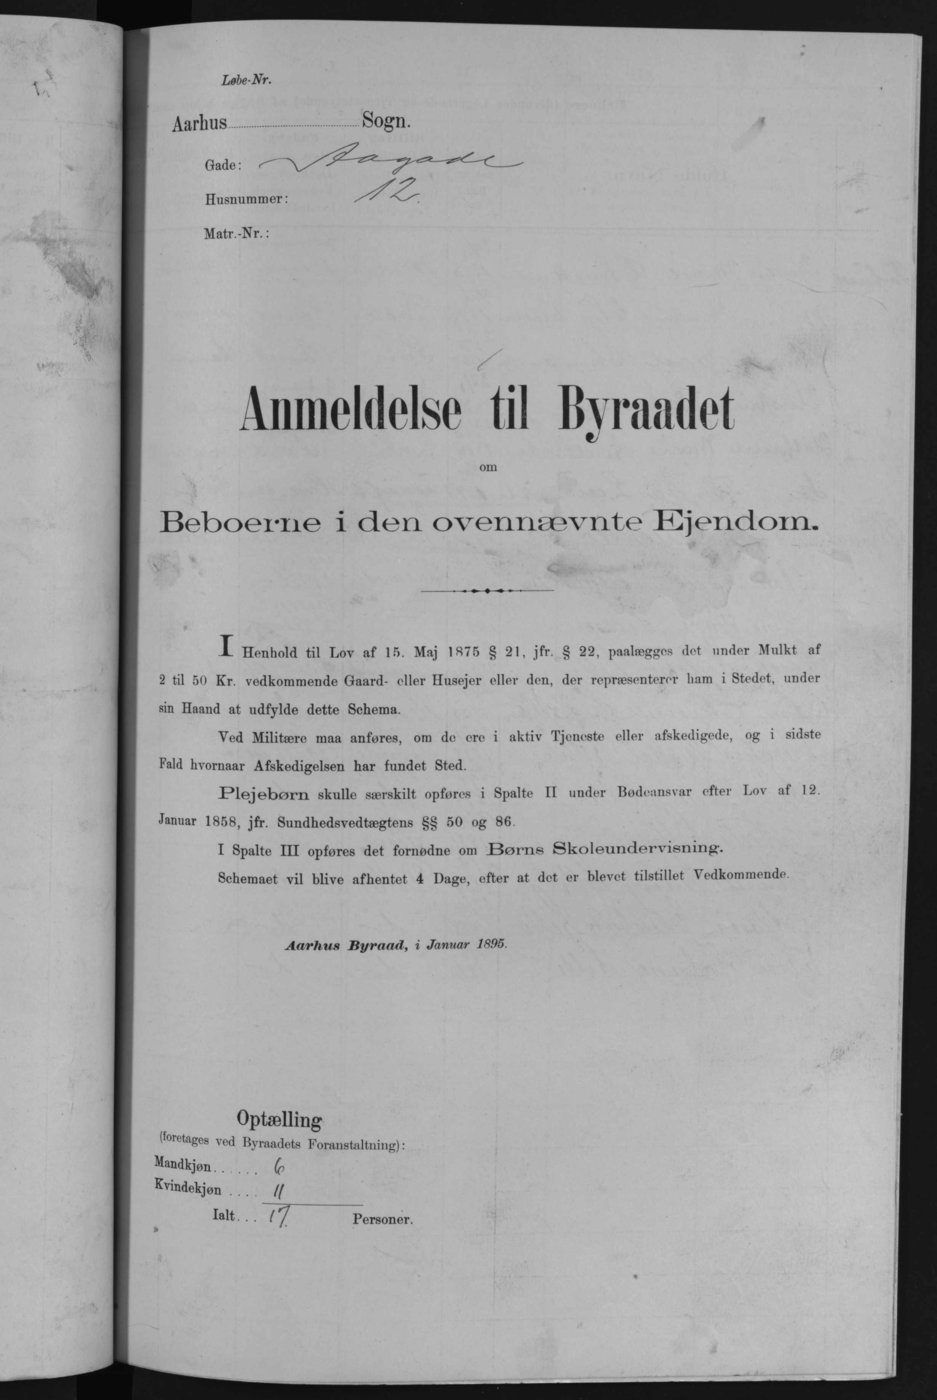 Løbe-Nr.
Aarhus Sogn.
Gade: Aagade
Husnummer: 12.
Matr.-Nr.:
Anmeldelse til Byraadet
om
Beboerne i den ovennævnte Ejendom.
I Henhold til Lov af 15. Maj 1875 § 21, jfr. § 22, paalægges det under Mulkt af
2 til 50 Kr. vedkommende Gaard- eller Husejer eller den, der repræsenterer ham i Stedet, under
sin Haand at udfylde dette Schema.
Ved Militære maa anføres, om de ere i aktiv Tjeneste eller afskedigede, og i sidste
Fald hvornaar Afskedigelsen har fundet Sted.
Plejebørn skulle særskilt opføres i Spalte II under Bødeansvar efter Lov af 12.
Januar 1858, jfr. Sundhedsvedtægtens §§ 50 og 86.
I Spalte III opføres det fornødne om Børns Skoleundervisning.
Schemaet vil blive afhentet 4 Dage, efter at det er blevet tilstillet Vedkommende.
Aarhus Byraad, i Januar 1895.
Optælling
(foretages ved Byraadets Foranstaltning):
Mandkjøn...... 6
Kvindekjøn .... 11
Ialt... 17. Personer.